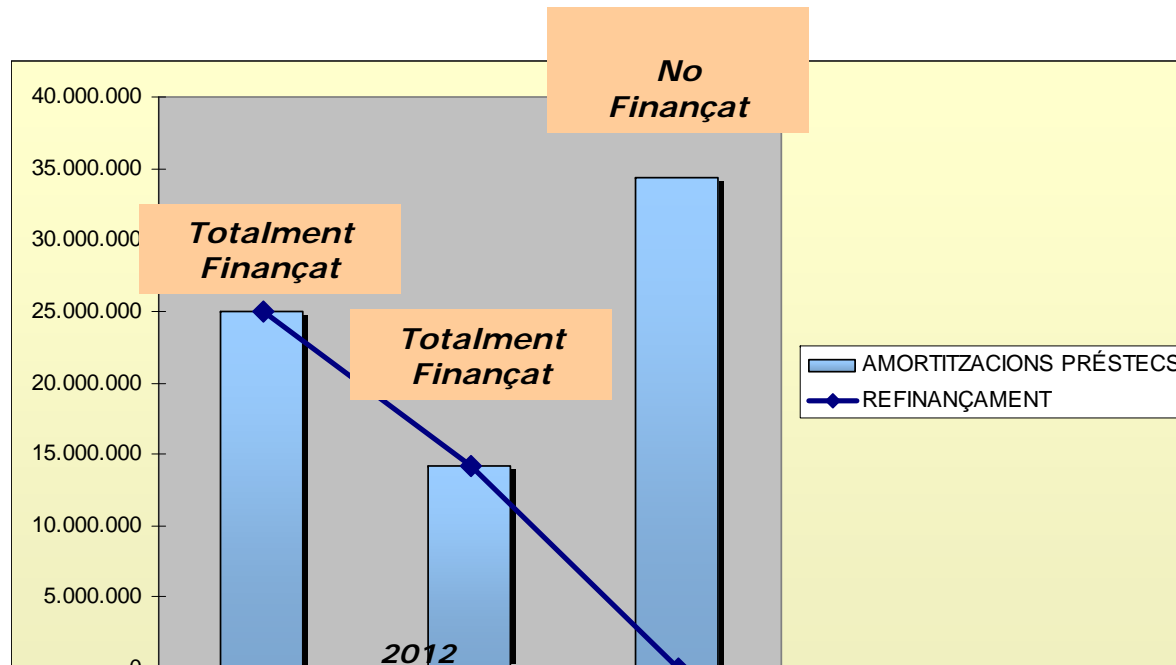 No
Finançat
40.000.000
35.000.000
30.000.000
25.000.000
20.000.000
15.000.000
10.000.000
5.000.000
0
Totalment
Finançat
Totalment
Finançat
AMORTITZACIONS PRÉSTECS
REFINANÇAMENT
2012